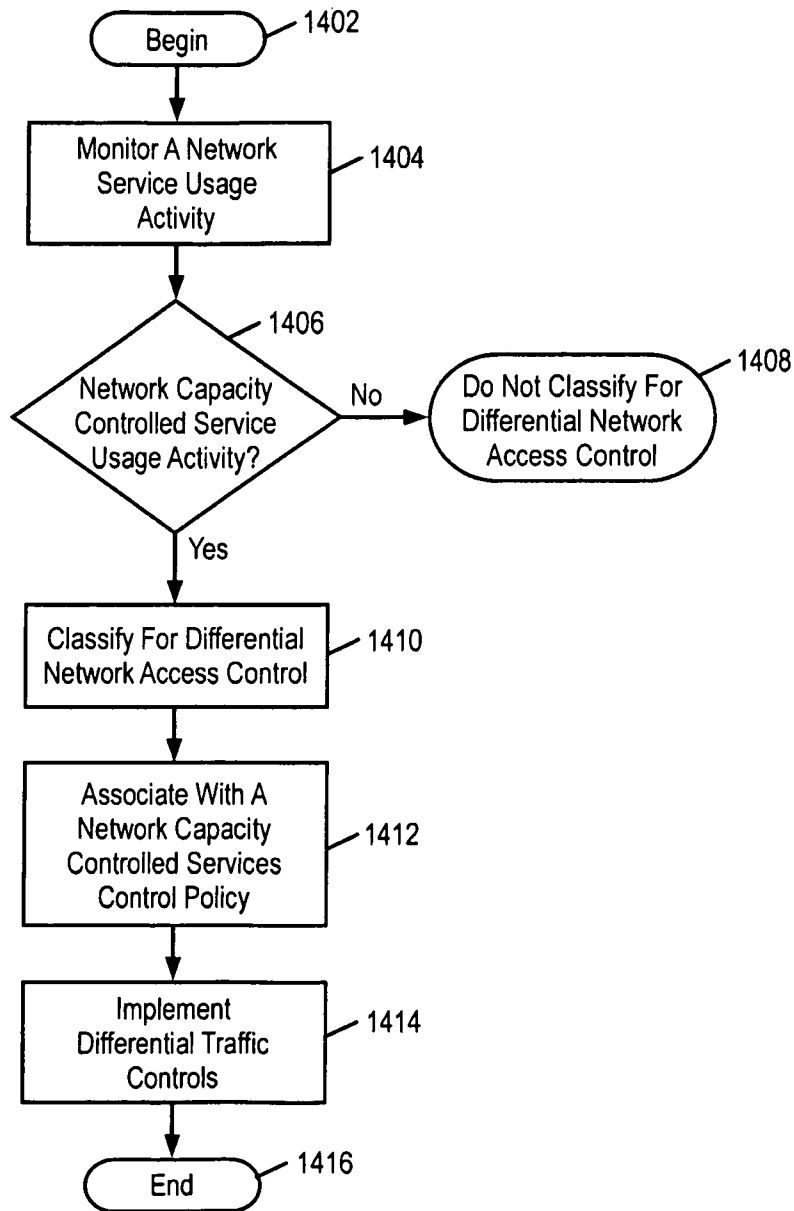 Begin
1402
Monitor A Network
Service Usage
Activity
1404
1406
Network Capacity
Controlled Service
Usage Activity?
No
Do Not Classify For
Differential Network
Access Control
1408
Yes
Classify For Differential
Network Access Control
1410
Associate With A
Network Capacity
Controlled Services
Control Policy
1412
Implement
Differential Traffic
Controls
1414
End
1416